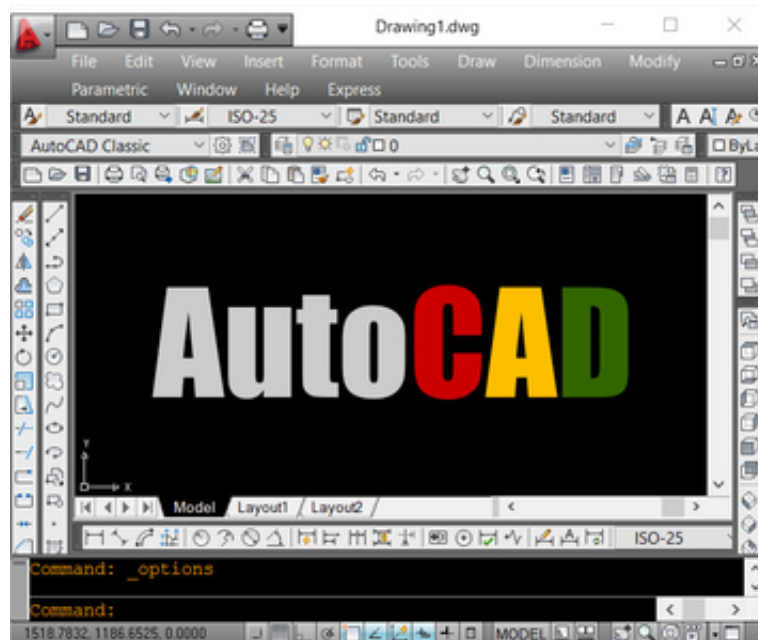 Drawing1.dwg
File Edit View Insert Format Tools Draw Dimension Modify
Parametric Window Help Express
Standard ISO-25 Standard Standard
AutoCAD Classic 0 ByLa
AutoCAD
Y
X
Model Layout1 Layout2
ISO-25
Command: _options
Command:
1518.7832, 1186.6525, 0.0000 MODEL